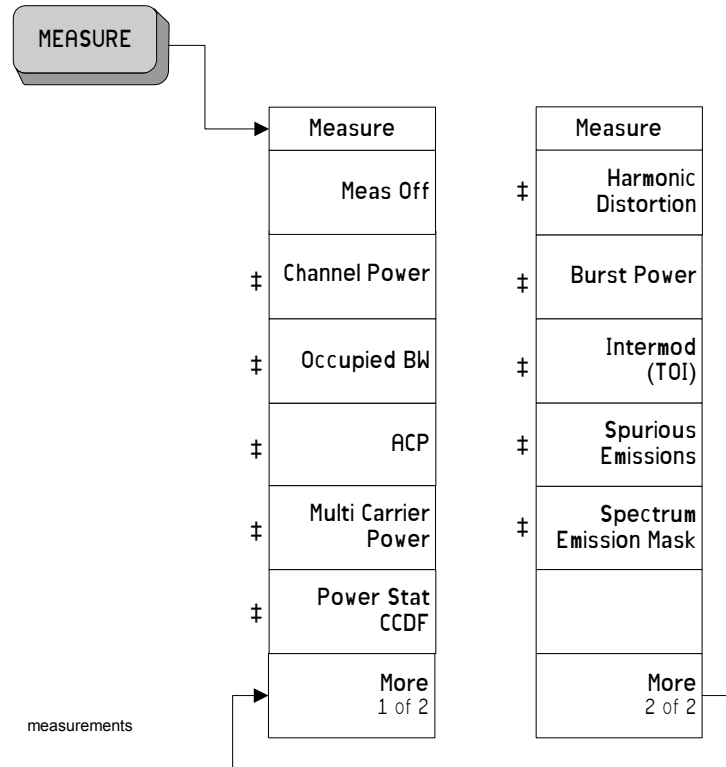 MEASURE
Measure
Meas Off
‡ Channel Power
‡ Occupied BW
‡ ACP
‡ Multi Carrier
Power
‡ Power Stat
CCDF
More
1 of 2
Measure
‡ Harmonic
Distortion
‡ Burst Power
‡ Intermod
(TOI)
‡ Spurious
Emissions
‡ Spectrum
Emission Mask
More
2 of 2
measurements